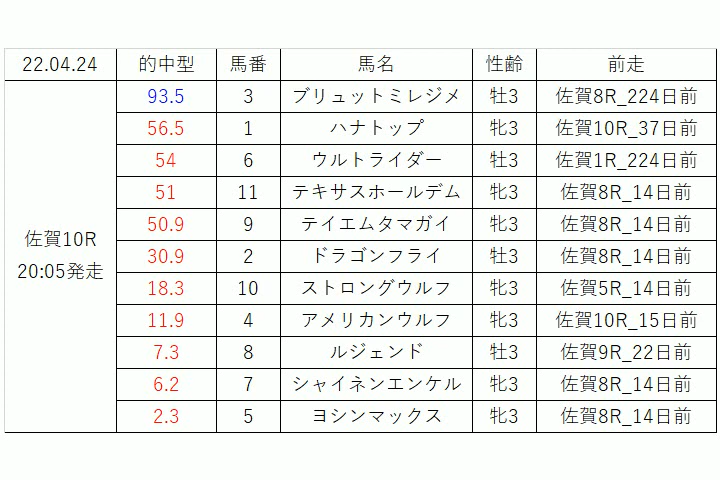 22.04.24 的中型 馬番 馬名 性齢 前走
93.5 3 ブリュットミレジメ 牡3 佐賀8R_224日前
56.5 1 ハナトップ 牝3 佐賀10R_37日前
54 6 ウルトライダー 牡3 佐賀1R_224日前
51 11 テキサスホールデム 牝3 佐賀8R_14日前
50.9 9 テイエムタマガイ 牝3 佐賀8R_14日前
佐賀10R
20:05発走
30.9 2 ドラゴンフライ 牡3 佐賀8R_14日前
18.3 10 ストロングウルフ 牝3 佐賀5R_14日前
11.9 4 アメリカンウルフ 牝3 佐賀10R_15日前
7.3 8 ルジェンド 牡3 佐賀9R_22日前
6.2 7 シャイネンエンケル 牝3 佐賀8R_14日前
2.3 5 ヨシンマックス 牝3 佐賀8R_14日前